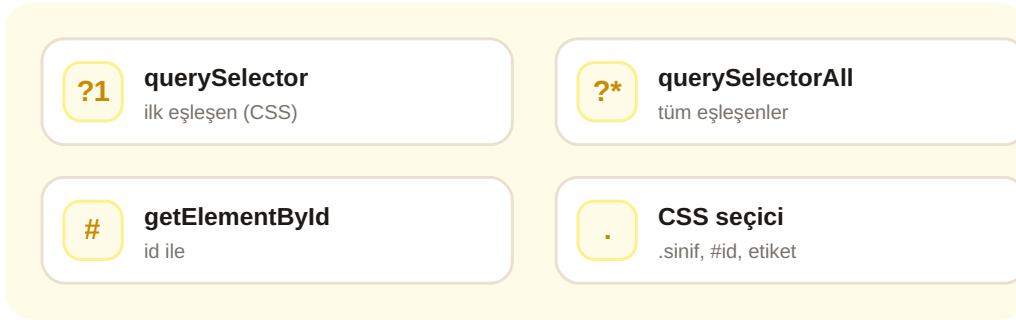 ?1
querySelector
ilk eşleşen (CSS)
?*
querySelectorAll
tüm eşleşenler
#
getElementById
id ile
.
CSS seçici
.sinif, #id, etiket